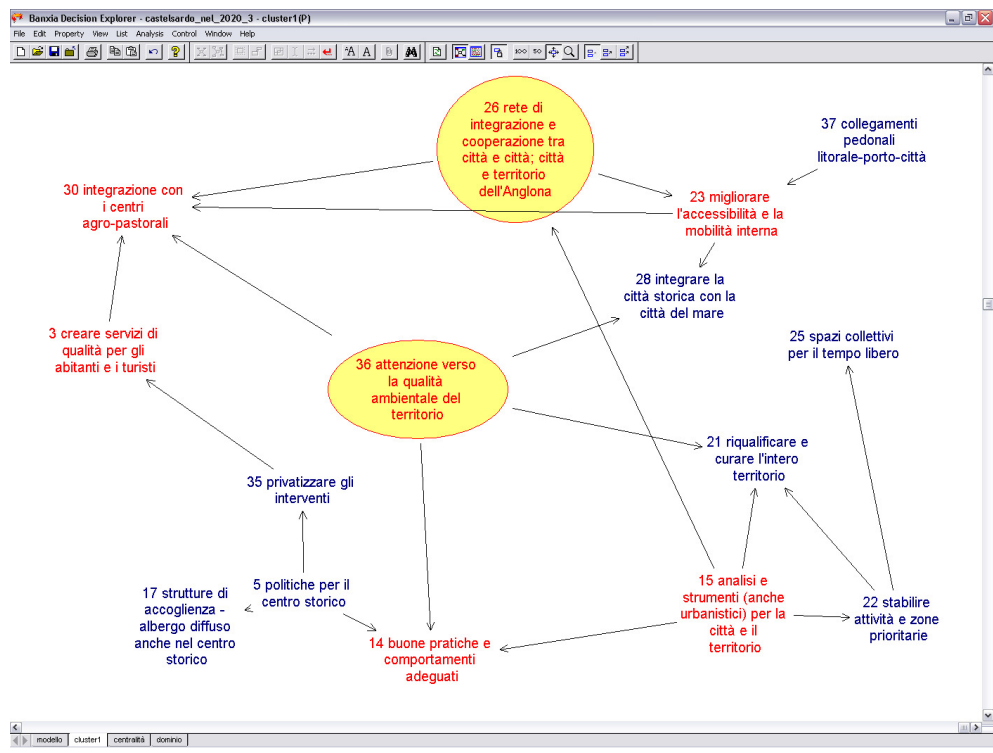 Banxia Decision Explorer - castelsardo_nel_2020_3 - cluster1(P)
File Edit Property View List Analysis Control Window Help
26 rete di
integrazione e
cooperazione tra
città e città; città
e territorio
dell'Anglona
37 collegamenti
pedonali
litorale-porto-città
30 integrazione con
i centri
agro-pastorali
23 migliorare
l'accessibilità e la
mobilità interna
28 integrare la
città storica con la
città del mare
3 creare servizi di
qualità per gli
abitanti e i turisti
25 spazi collettivi
per il tempo libero
36 attenzione verso
la qualità
ambientale del
territorio
21 riqualificare e
curare l'intero
territorio
35 privatizzare gli
interventi
5 politiche per il
centro storico
17 strutture di
accoglienza -
albergo diffuso
anche nel centro
storico
15 analisi e
strumenti (anche
urbanistici) per la
città e il
territorio
22 stabilire
attività e zone
prioritarie
14 buone pratiche e
comportamenti
adeguati
modello cluster1 centralità dominio